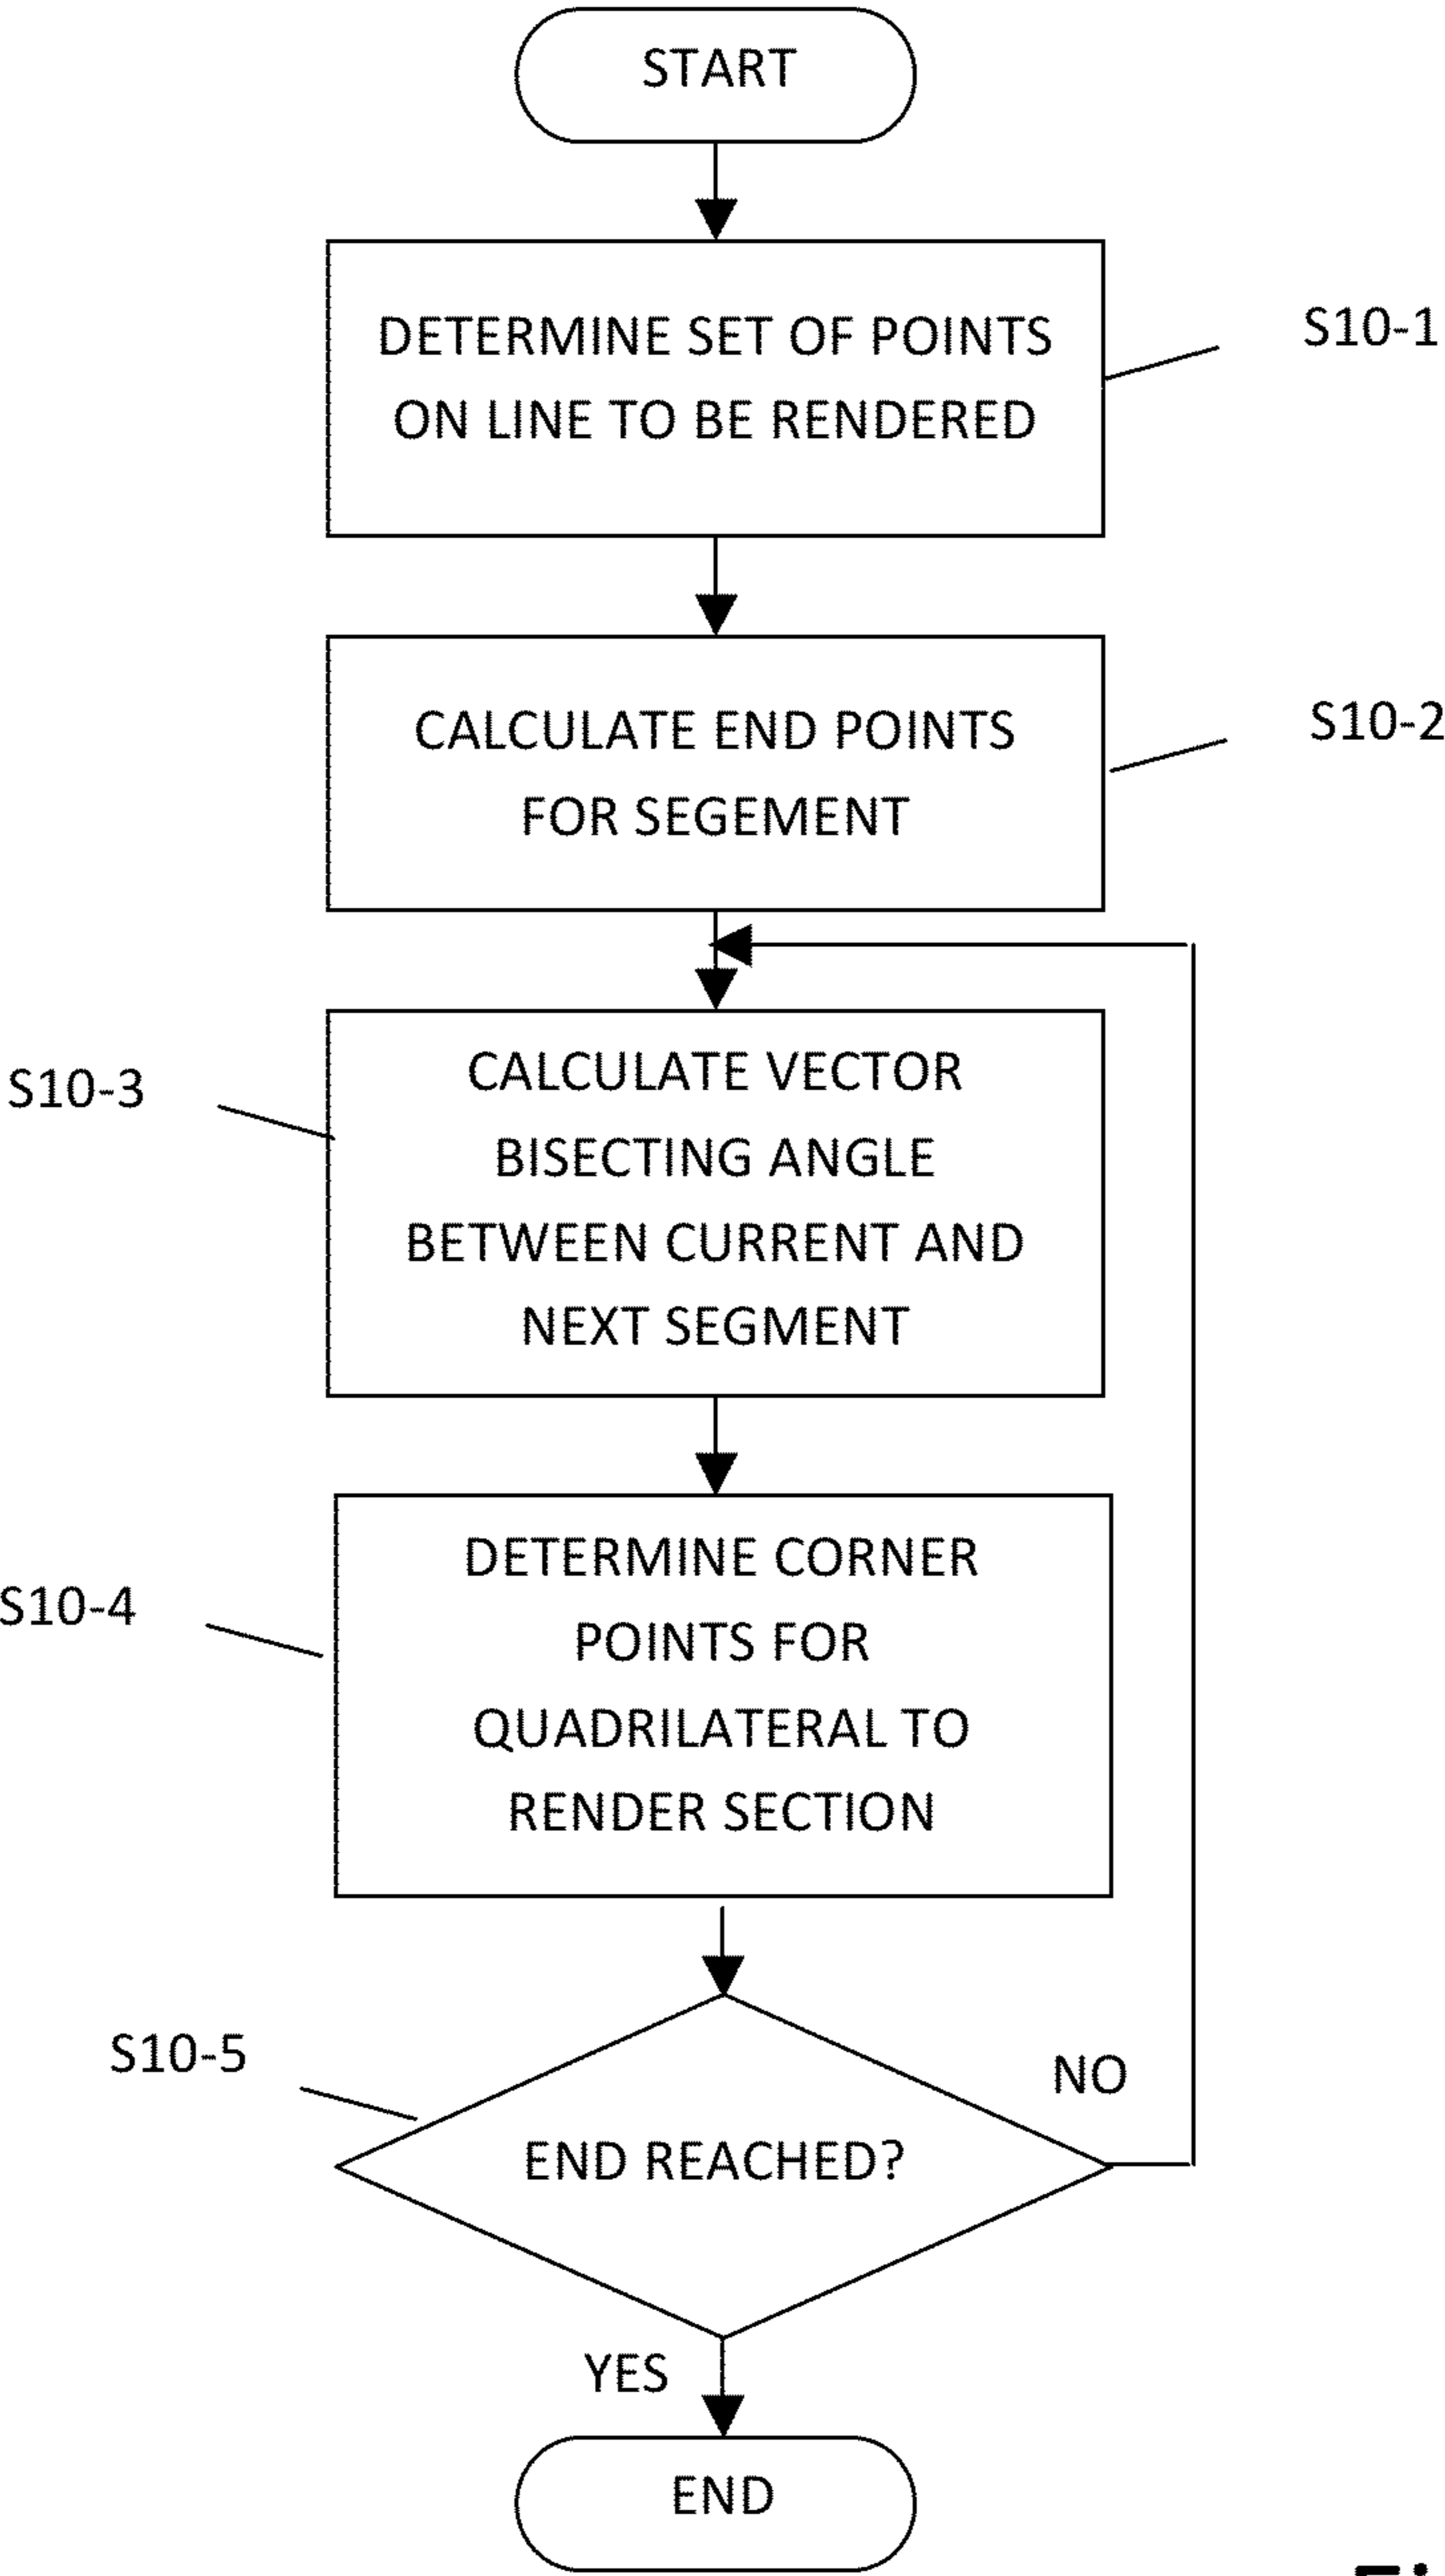 START
DETERMINE SET OF POINTS
ON LINE TO BE RENDERED
S10-1
CALCULATE END POINTS
FOR SEGEMENT
S10-2
S10-3
CALCULATE VECTOR
BISECTING ANGLE
BETWEEN CURRENT AND
NEXT SEGMENT
S10-4
DETERMINE CORNER
POINTS FOR
QUADRILATERAL TO
RENDER SECTION
S10-5
END REACHED?
NO
YES
END